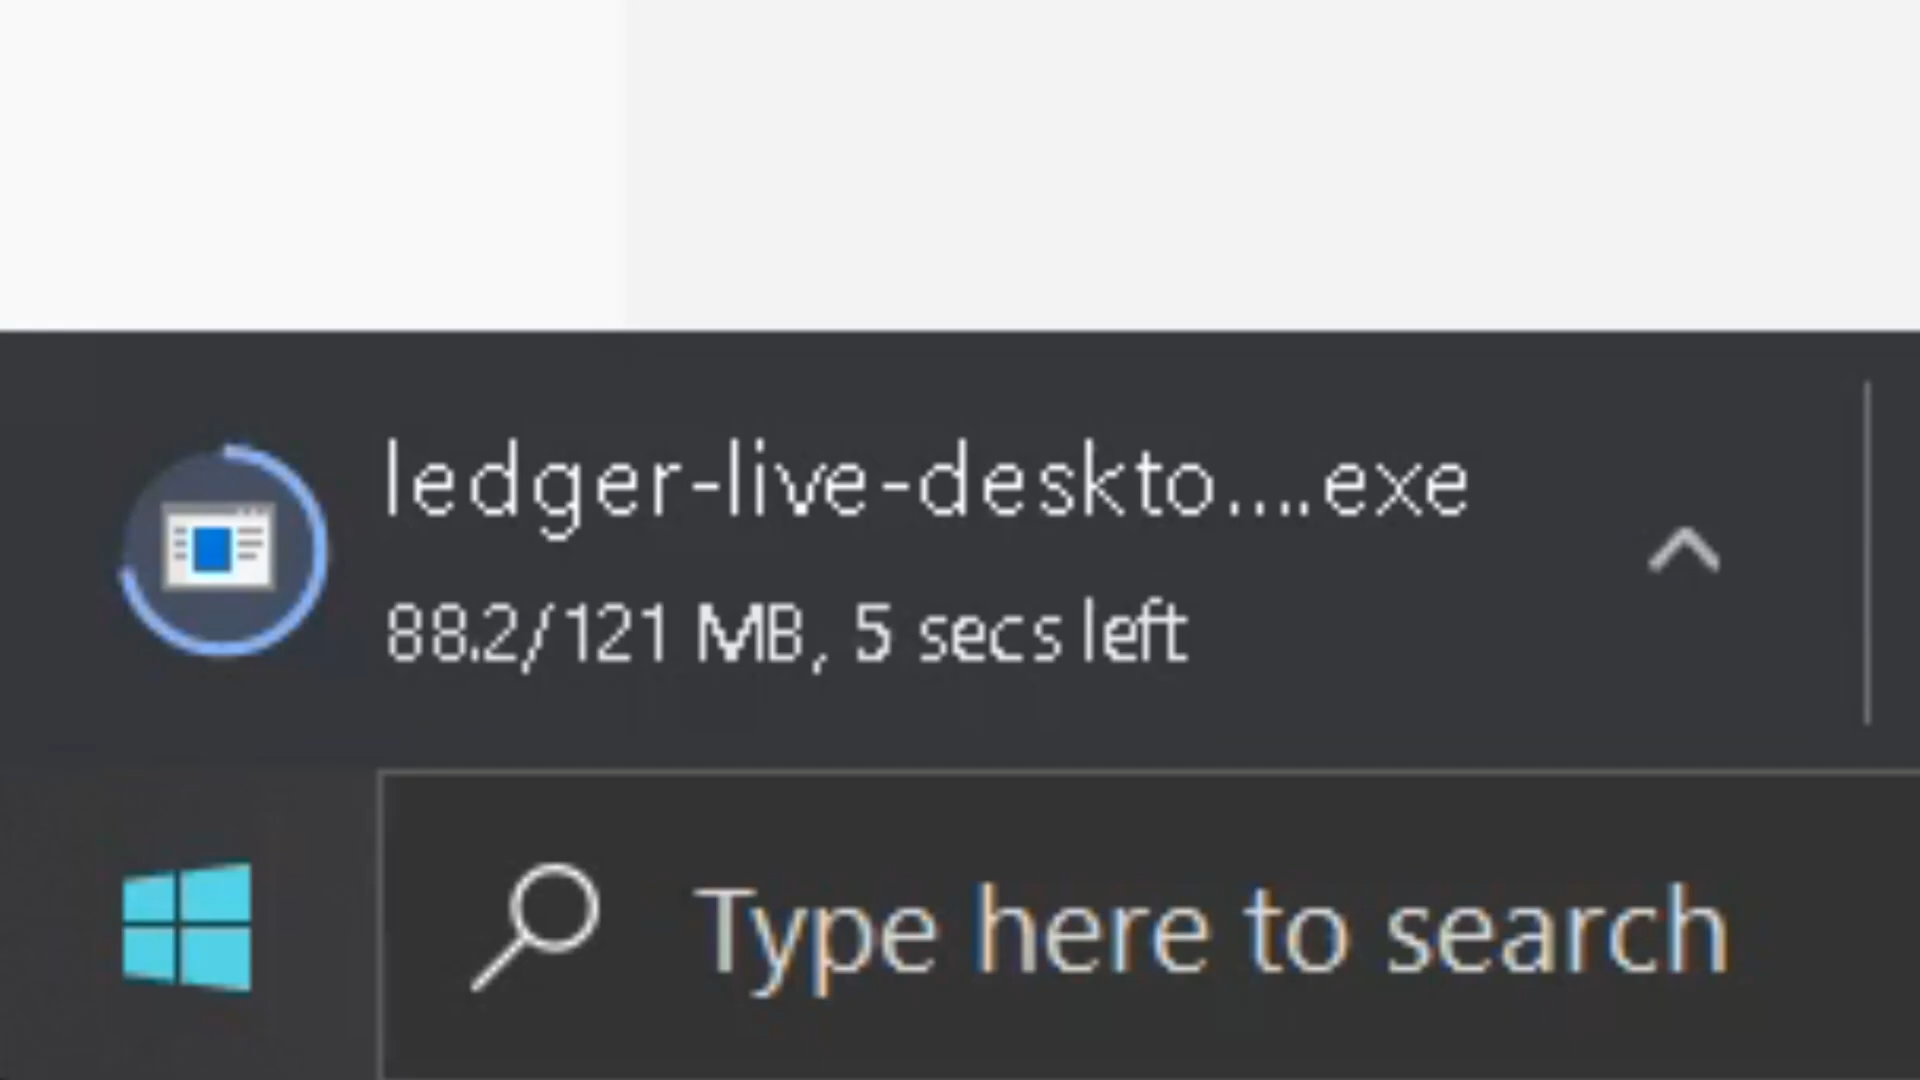 ledger-live-deskto....exe
88.2/121 MB, 5 secs left
Type here to search